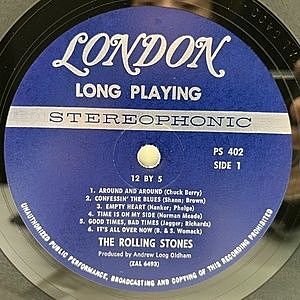 LONDON
LONG PLAYING
STEREOPHONIC
PS 402
SIDE 1
12 BY 5
1. AROUND AND AROUND (Chuck Berry)
2. CONFESSIN' THE BLUES (Shann; Brown)
3. EMPTY HEART (Nanker; Phelge)
4. TIME IS ON MY SIDE (Norman Meade)
5. GOOD TIMES, BAD TIMES (Jagger; Richards)
6. IT'S ALL OVER NOW (B. & S. Womack)
THE ROLLING STONES
Produced by Andrew Loog Oldham
(ZAL 6493)
UNAUTHORIZED PUBLIC PERFORMANCE, BROADCASTING AND COPYING OF THIS RECORDING PROHIBITED